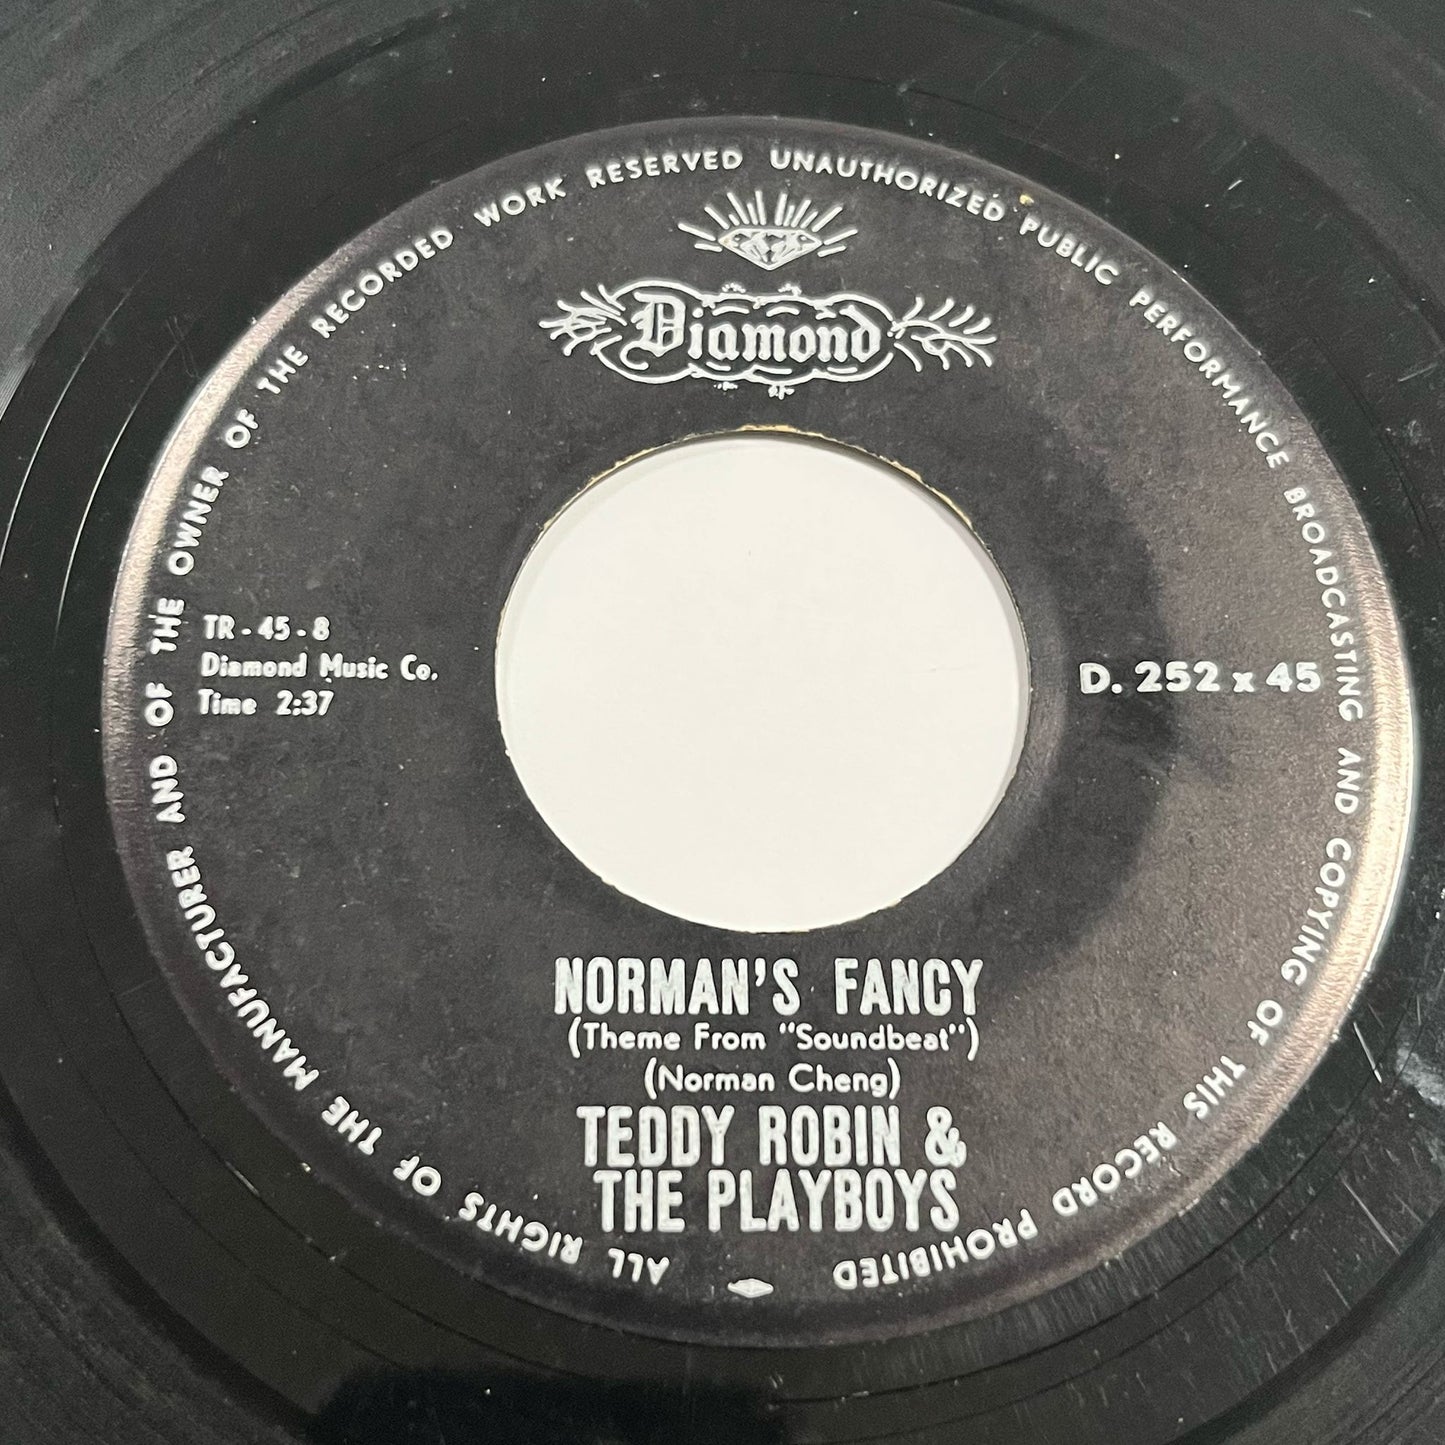 ALL RIGHTS OF THE MANUFACTURER AND OF THE OWNER OF THE RECORDED WORK RESERVED UNAUTHORIZED PUBLIC PERFORMANCE BROADCASTING AND COPYING OF THIS RECORD PROHIBITED
Diamond
TR - 45 - 8
Diamond Music Co.
Time 2:37
D. 252 x 45
NORMAN'S FANCY
(Theme From "Soundbeat")
(Norman Cheng)
TEDDY ROBIN &
THE PLAYBOYS